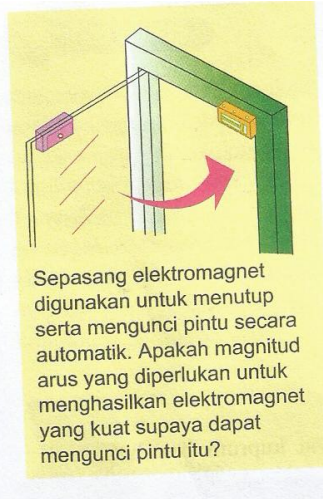 Sepasang elektromagnet
digunakan untuk menutup
serta mengunci pintu secara
automatik. Apakah magnitud
arus yang diperlukan untuk
menghasilkan elektromagnet
yang kuat supaya dapat
mengunci pintu itu?